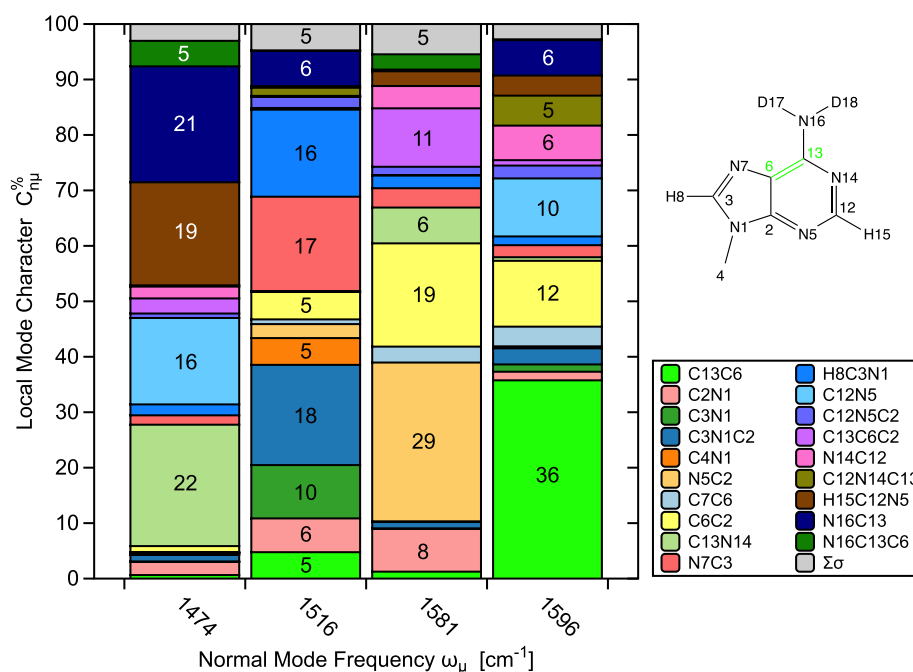 100
90
80
70
60
50
40
30
20
10
0
Local Mode Character C%nμ
5
21
19
16
22
5
6
16
17
5
5
18
10
6
5
5
11
6
19
29
8
6
5
6
10
12
36
1474
1516
1581
1596
Normal Mode Frequency ωμ [cm-1]
D17 D18
N16
13
N7 6 N14
H8 3 12
N1 2 N5 H15
4
C13C6 H8C3N1
C2N1 C12N5
C3N1 C12N5C2
C3N1C2 C13C6C2
C4N1 N14C12
N5C2 C12N14C13
C7C6 H15C12N5
C6C2 N16C13
C13N14 N16C13C6
N7C3 Σσ